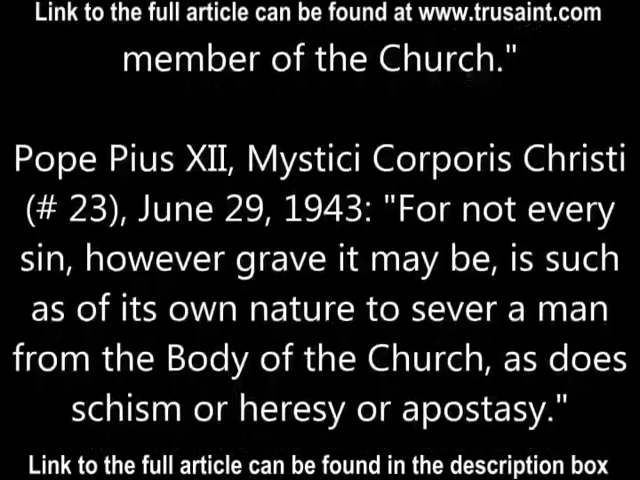 Link to the full article can be found at www.trusaint.com
member of the Church."
Pope Pius XII, Mystici Corporis Christi
(# 23), June 29, 1943: "For not every
sin, however grave it may be, is such
as of its own nature to sever a man
from the Body of the Church, as does
schism or heresy or apostasy."
Link to the full article can be found in the description box